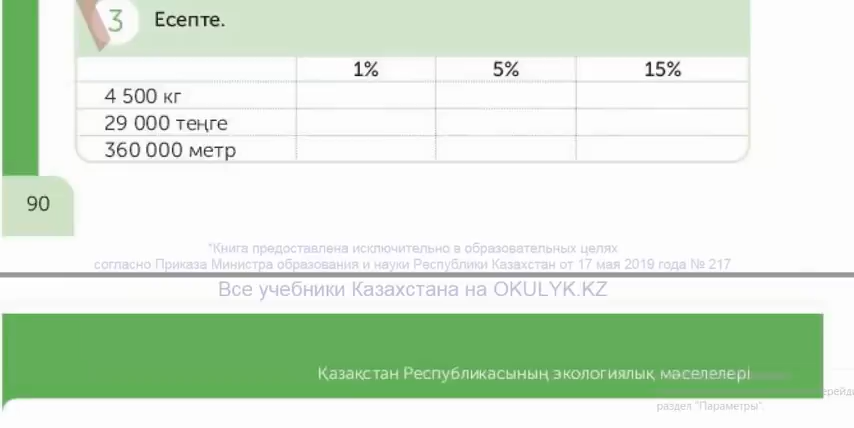 3 Есепте.
1% 5% 15%
4 500 кг
29 000 теңге
360 000 метр
90
*Книга предоставлена исключительно в образовательных целях
согласно Приказа Министра образования и науки Республики Казахстан от 17 мая 2019 года № 217
Все учебники Казахстана на OKULYK.KZ
Қазақстан Республикасының экологиялық мәселелері
раздел "Параметры".